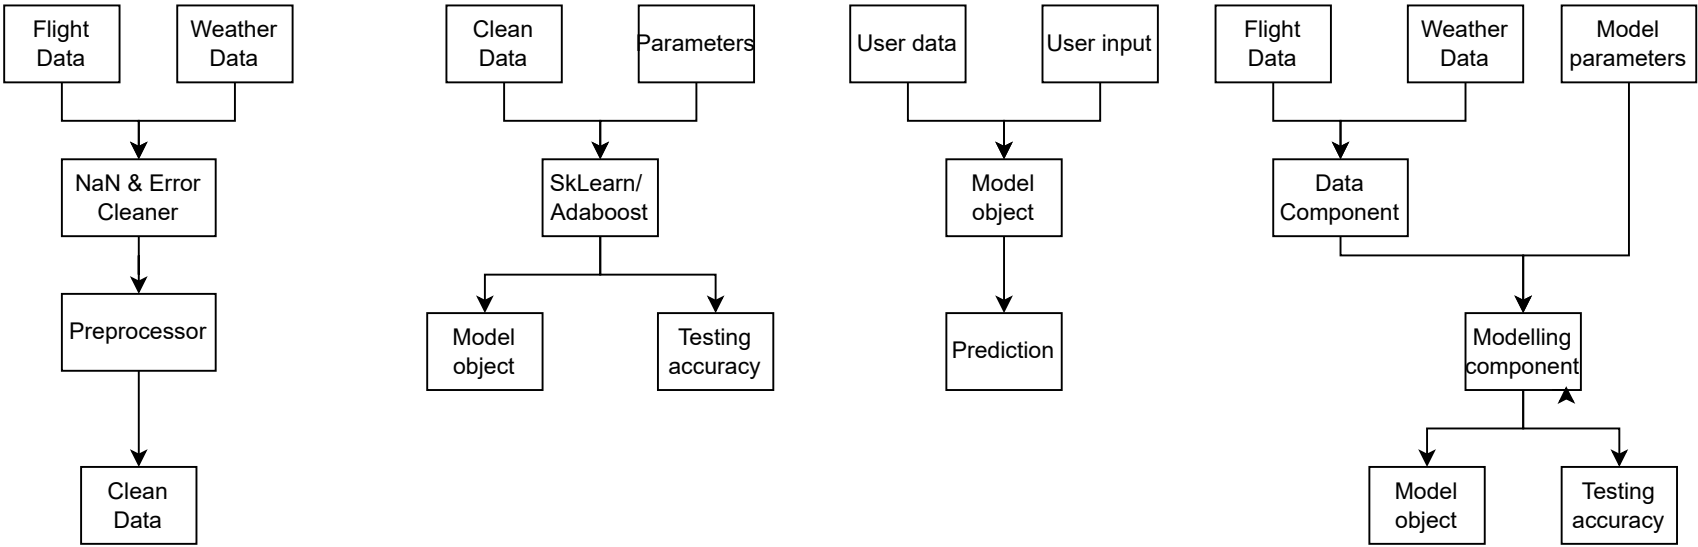 Flight
Data
Weather
Data
NaN & Error
Cleaner
Preprocessor
Clean
Data
Clean
Data
Parameters
SkLearn/
Adaboost
Model
object
Testing
accuracy
User data
User input
Model
object
Prediction
Flight
Data
Weather
Data
Model
parameters
Data
Component
Modelling
component
Model
object
Testing
accuracy